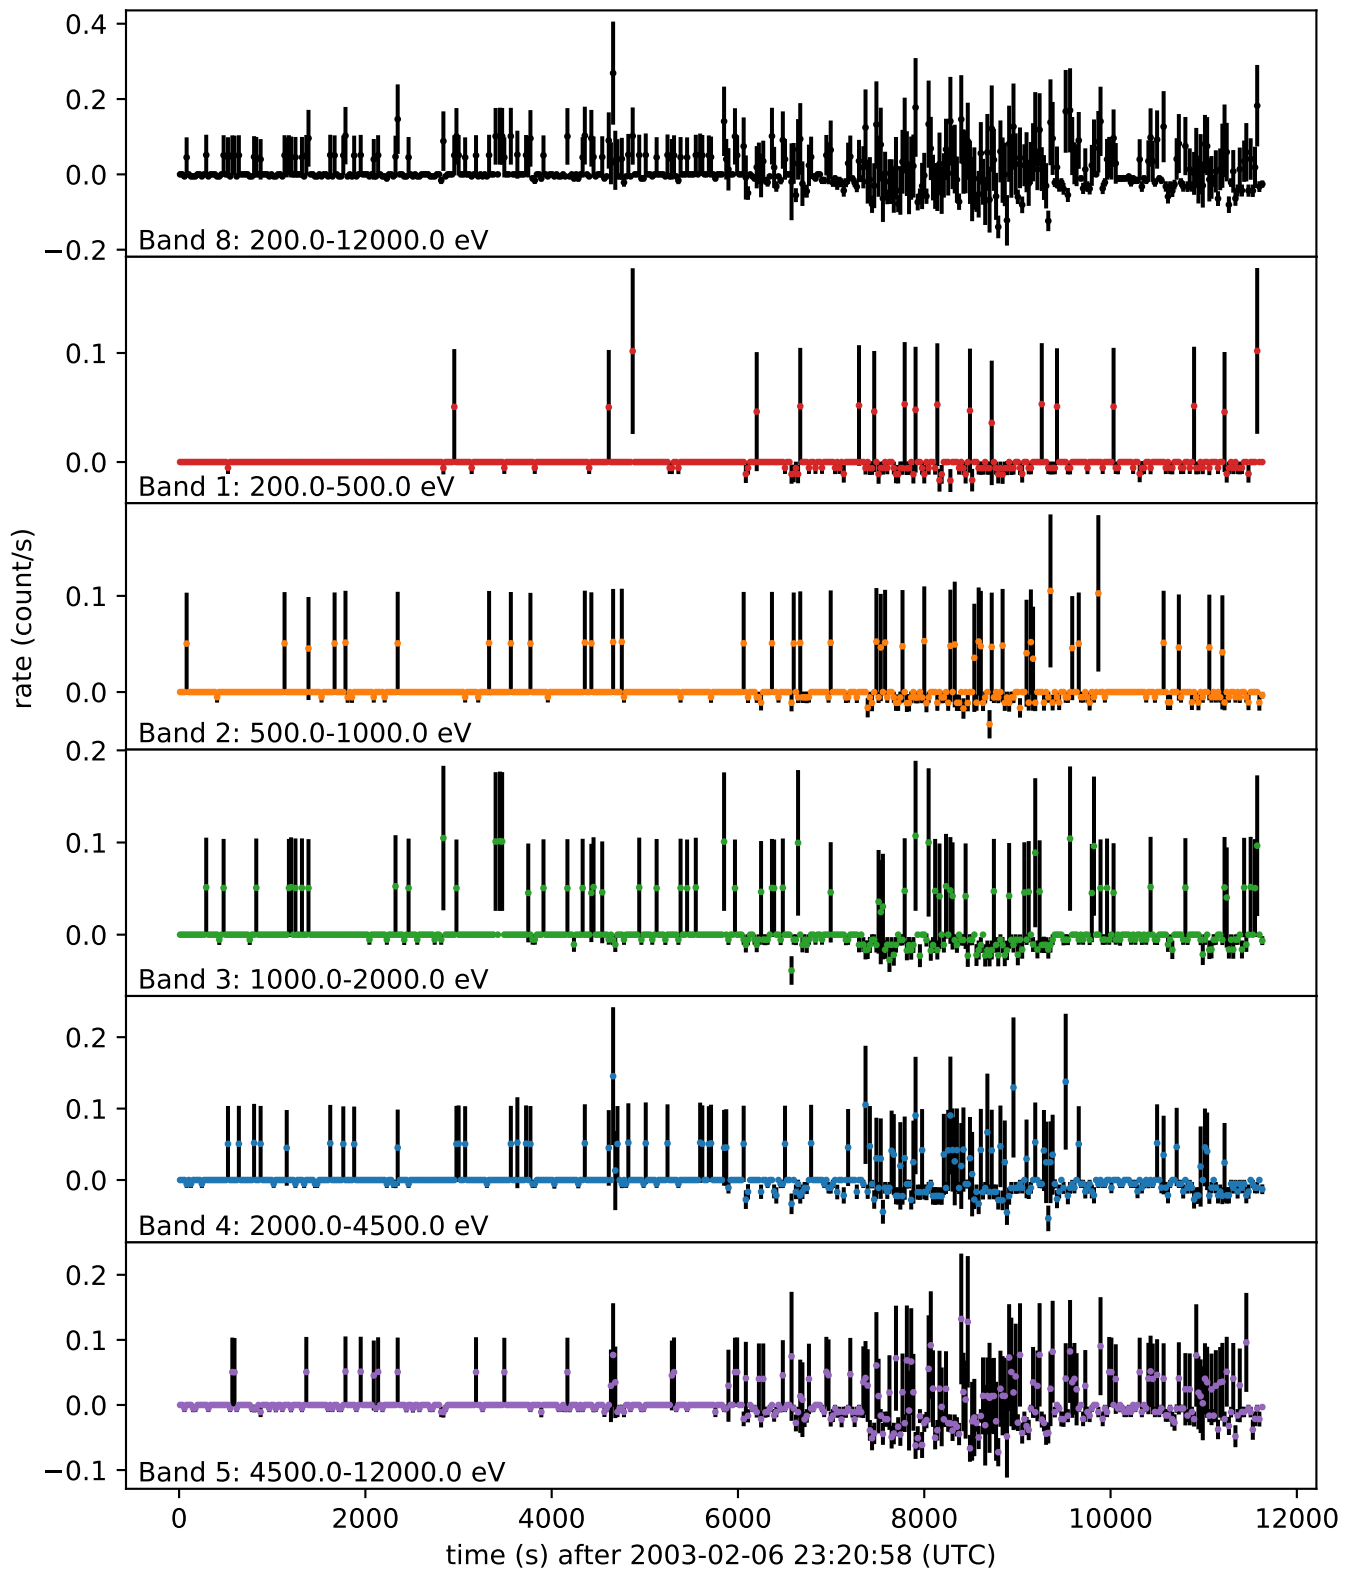 0.4
0.2
0.0
−0.2
Band 8: 200.0-12000.0 eV
0.1
0.0
Band 1: 200.0-500.0 eV
rate (count/s)
0.1
0.0
Band 2: 500.0-1000.0 eV
0.2
0.1
0.0
Band 3: 1000.0-2000.0 eV
0.2
0.1
0.0
Band 4: 2000.0-4500.0 eV
0.2
0.1
0.0
−0.1
Band 5: 4500.0-12000.0 eV
0 2000 4000 6000 8000 10000 12000
time (s) after 2003-02-06 23:20:58 (UTC)